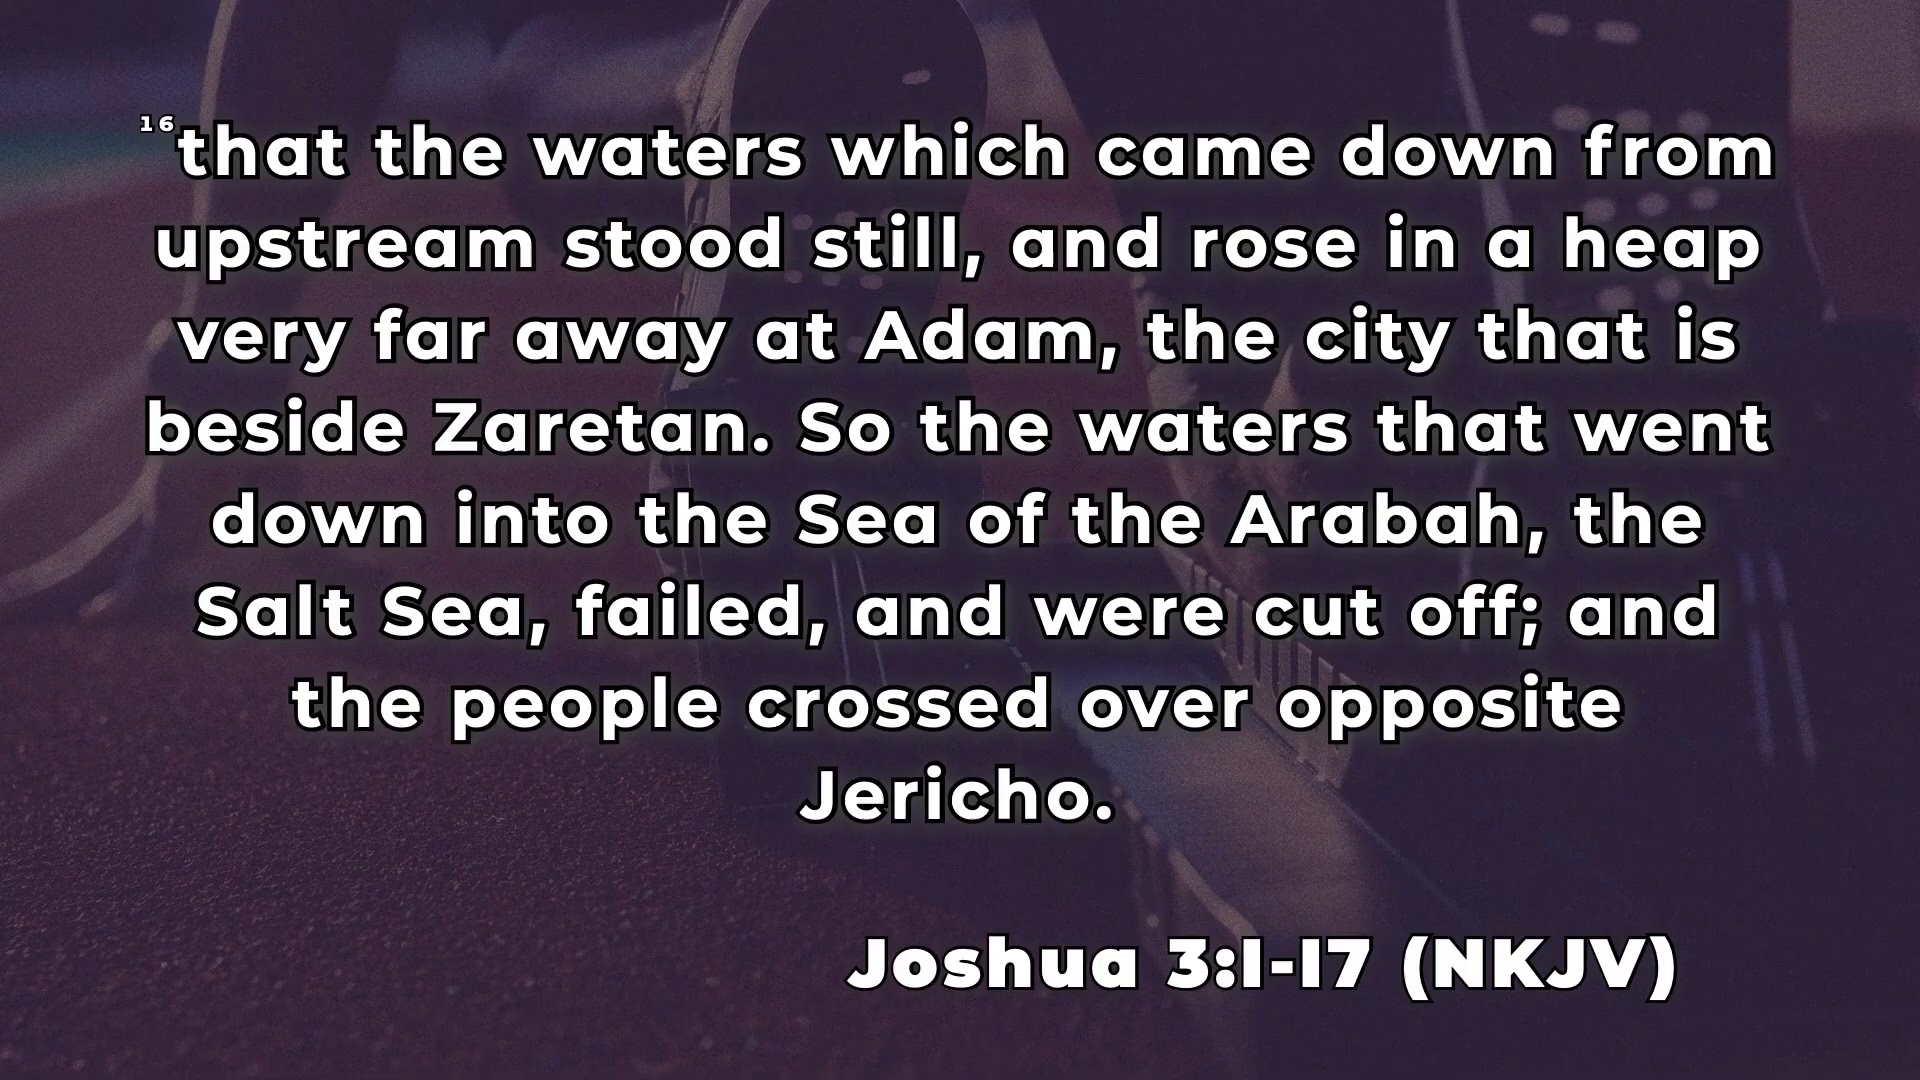 ¹⁶that the waters which came down from
upstream stood still, and rose in a heap
very far away at Adam, the city that is
beside Zaretan. So the waters that went
down into the Sea of the Arabah, the
Salt Sea, failed, and were cut off; and
the people crossed over opposite
Jericho.
Joshua 3:1-17 (NKJV)